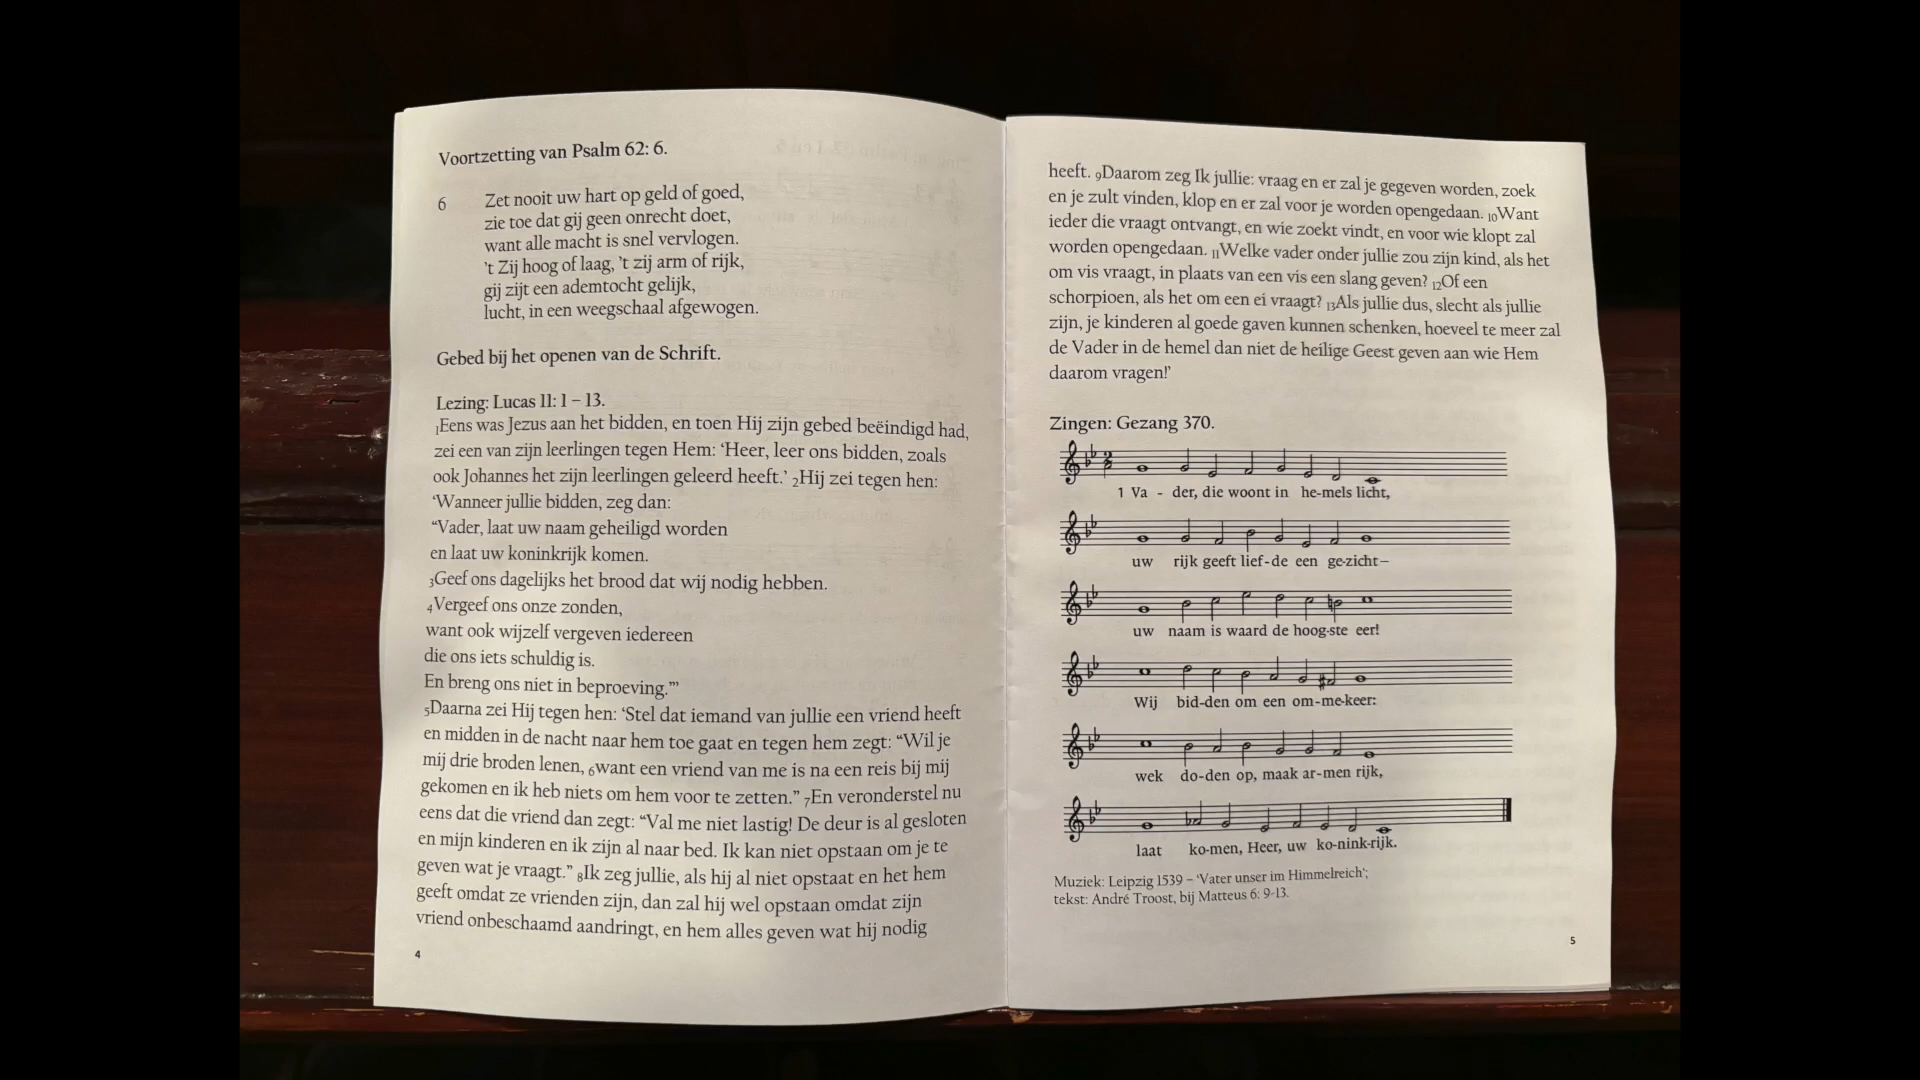 Voortzetting van Psalm 62: 6.
6 Zet nooit uw hart op geld of goed,
zie toe dat gij geen onrecht doet,
want alle macht is snel vervlogen.
’t Zij hoog of laag, ’t zij arm of rijk,
gij zijt een ademtocht gelijk,
lucht, in een weegschaal afgewogen.
Gebed bij het openen van de Schrift.
Lezing: Lucas 11: 1 – 13.
1Eens was Jezus aan het bidden, en toen Hij zijn gebed beëindigd had,
zei een van zijn leerlingen tegen Hem: ‘Heer, leer ons bidden, zoals
ook Johannes het zijn leerlingen geleerd heeft.’ 2Hij zei tegen hen:
‘Wanneer jullie bidden, zeg dan:
“Vader, laat uw naam geheiligd worden
en laat uw koninkrijk komen.
3Geef ons dagelijks het brood dat wij nodig hebben.
4Vergeef ons onze zonden,
want ook wijzelf vergeven iedereen
die ons iets schuldig is.
En breng ons niet in beproeving.”’
5Daarna zei Hij tegen hen: ‘Stel dat iemand van jullie een vriend heeft
en midden in de nacht naar hem toe gaat en tegen hem zegt: “Wil je
mij drie broden lenen, 6want een vriend van me is na een reis bij mij
gekomen en ik heb niets om hem voor te zetten.” 7En veronderstel nu
eens dat die vriend dan zegt: “Val me niet lastig! De deur is al gesloten
en mijn kinderen en ik zijn al naar bed. Ik kan niet opstaan om je te
geven wat je vraagt.” 8Ik zeg jullie, als hij al niet opstaat en het hem
geeft omdat ze vrienden zijn, dan zal hij wel opstaan omdat zijn
vriend onbeschaamd aandringt, en hem alles geven wat hij nodig
4
heeft. 9Daarom zeg Ik jullie: vraag en er zal je gegeven worden, zoek
en je zult vinden, klop en er zal voor je worden opengedaan. 10Want
ieder die vraagt ontvangt, en wie zoekt vindt, en voor wie klopt zal
worden opengedaan. 11Welke vader onder jullie zou zijn kind, als het
om vis vraagt, in plaats van een vis een slang geven? 12Of een
schorpioen, als het om een ei vraagt? 13Als jullie dus, slecht als jullie
zijn, je kinderen al goede gaven kunnen schenken, hoeveel te meer zal
de Vader in de hemel dan niet de heilige Geest geven aan wie Hem
daarom vragen!’
Zingen: Gezang 370.
1 Va - der, die woont in he-mels licht,
uw rijk geeft lief-de een ge-zicht–
uw naam is waard de hoog-ste eer!
Wij bid-den om een om-me-keer:
wek do-den op, maak ar-men rijk,
laat ko-men, Heer, uw ko-nink-rijk.
Muziek: Leipzig 1539 – ‘Vater unser im Himmelreich’;
tekst: André Troost, bij Matteus 6: 9-13.
5